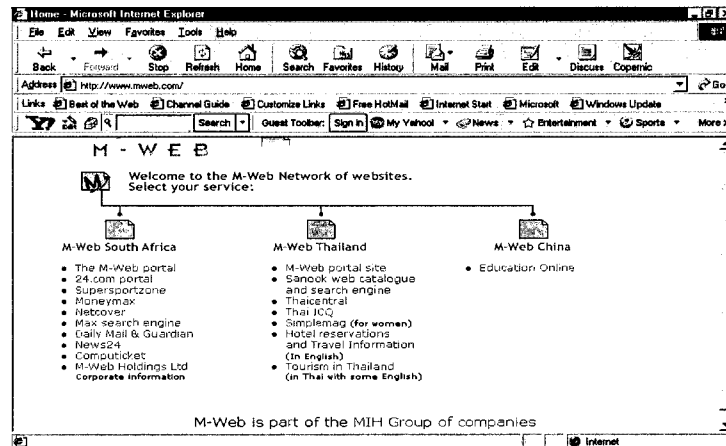 Home - Microsoft Internet Explorer
File Edit View Favorites Tools Help
Back Forward Stop Refresh Home Search Favorites History Mail Print Edit Discuss Copernic
Address http://www.mweb.com/ Go
Links Best of the Web Channel Guide Customize Links Free HotMail Internet Start Microsoft Windows Update
Search Guest Toolbar: Sign in My Yahoo! News Entertainment Sports More
M - W E B
Welcome to the M-Web Network of websites.
Select your service:
M-Web South Africa
• The M-Web portal
• 24.com portal
• Supersportzone
• Moneymax
• Netcover
• Max search engine
• Daily Mail & Guardian
• News24
• Computicket
• M-Web Holdings Ltd
Corporate information
M-Web Thailand
• M-Web portal site
• Sanook web catalogue
and search engine
• Thaicentral
• Thai ICQ
• Simplemag (for women)
• Hotel reservations
and Travel Information
(In English)
• Tourism in Thailand
(in Thai with some English)
M-Web China
• Education Online
M-Web is part of the MIH Group of companies
Internet